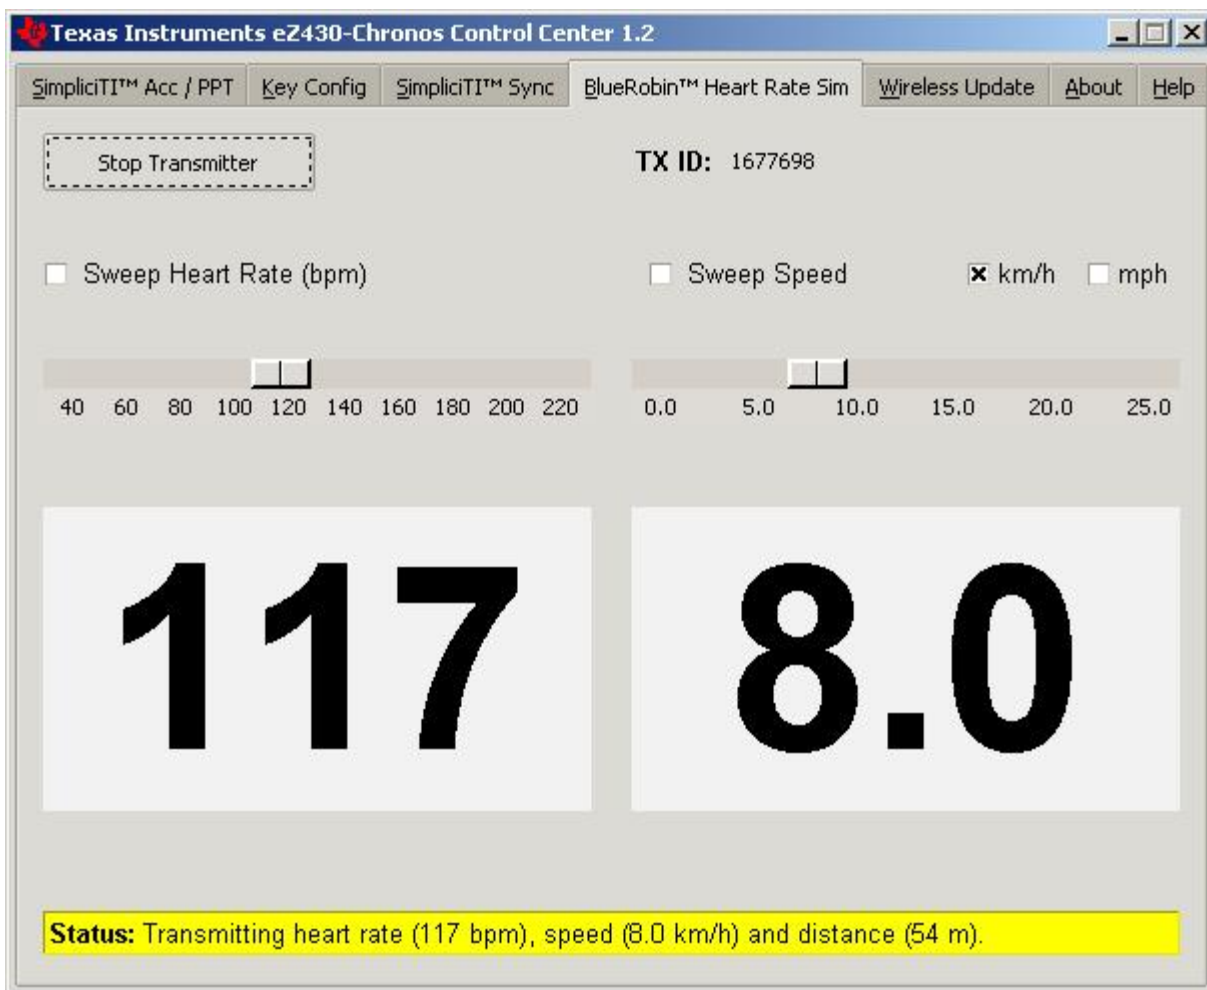 Texas Instruments eZ430-Chronos Control Center 1.2
SimpliciTI™ Acc / PPT Key Config SimpliciTI™ Sync BlueRobin™ Heart Rate Sim Wireless Update About Help
Stop Transmitter TX ID: 1677698
Sweep Heart Rate (bpm) Sweep Speed km/h mph
40 60 80 100 120 140 160 180 200 220 0.0 5.0 10.0 15.0 20.0 25.0
117 8.0
Status: Transmitting heart rate (117 bpm), speed (8.0 km/h) and distance (54 m).